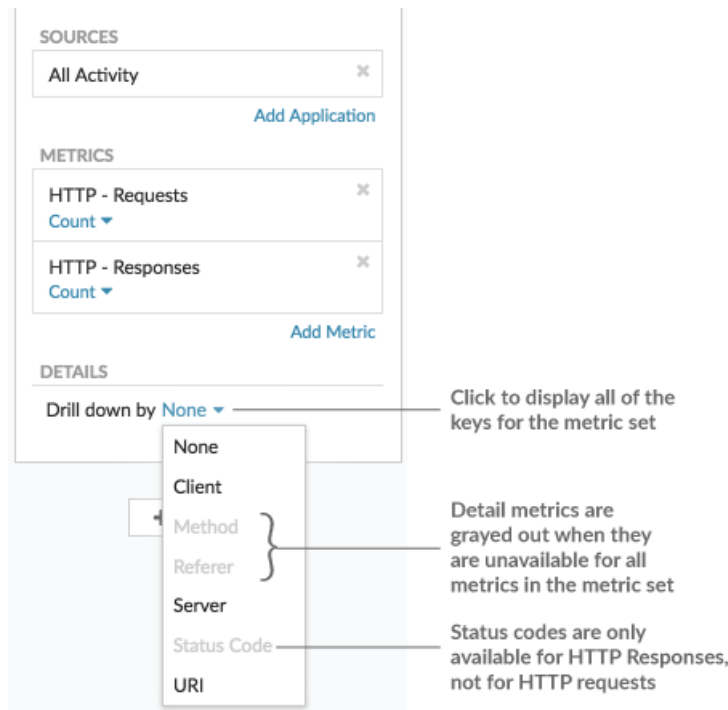 SOURCES
All Activity
Add Application
METRICS
HTTP - Requests
Count
HTTP - Responses
Count
Add Metric
DETAILS
Drill down by None
None
Client
Method
Referer
Server
Status Code
URI
Click to display all of the
keys for the metric set
Detail metrics are
grayed out when they
are unavailable for all
metrics in the metric set
Status codes are only
available for HTTP Responses,
not for HTTP requests